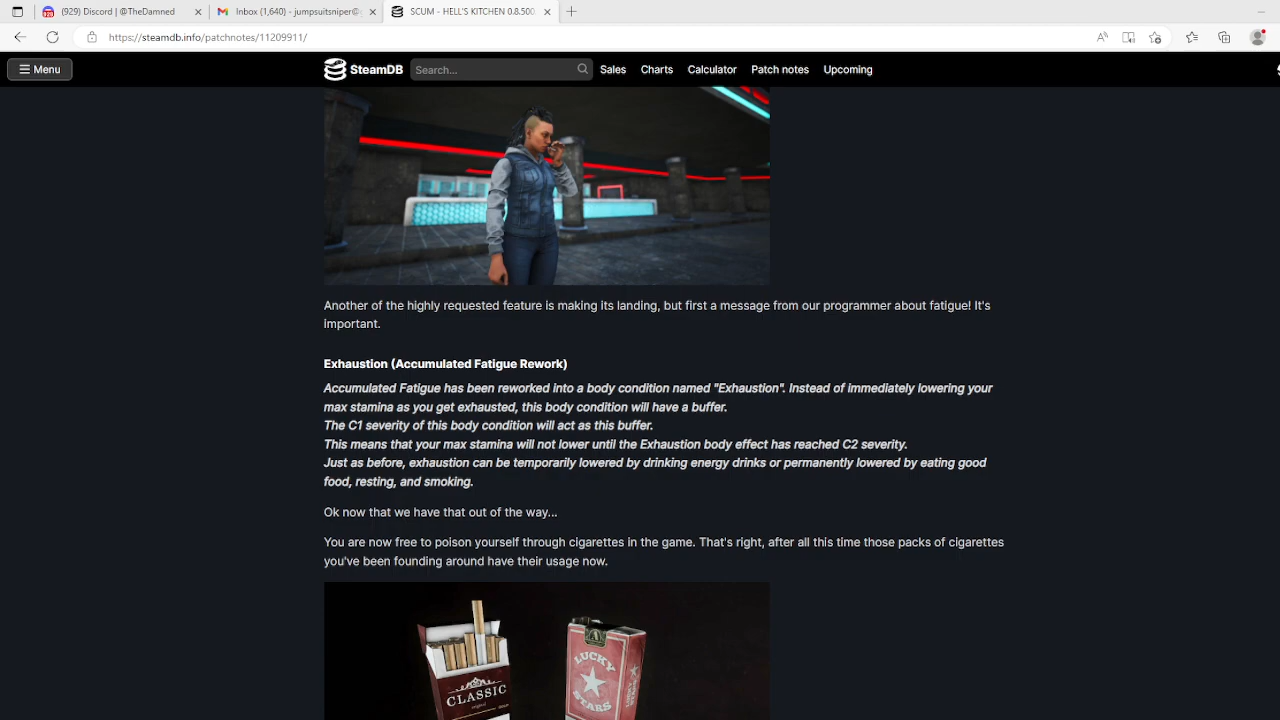 (929) Discord | @TheDamned
Inbox (1,640) - jumpsuitsniper@
SCUM - HELL'S KITCHEN 0.8.500
https://steamdb.info/patchnotes/11209911/
Menu
SteamDB
Search...
Sales
Charts
Calculator
Patch notes
Upcoming
Another of the highly requested feature is making its landing, but first a message from our programmer about fatigue! It's
important.
Exhaustion (Accumulated Fatigue Rework)
Accumulated Fatigue has been reworked into a body condition named "Exhaustion". Instead of immediately lowering your
max stamina as you get exhausted, this body condition will have a buffer.
The C1 severity of this body condition will act as this buffer.
This means that your max stamina will not lower until the Exhaustion body effect has reached C2 severity.
Just as before, exhaustion can be temporarily lowered by drinking energy drinks or permanently lowered by eating good
food, resting, and smoking.
Ok now that we have that out of the way...
You are now free to poison yourself through cigarettes in the game. That's right, after all this time those packs of cigarettes
you've been founding around have their usage now.
CLASSIC
original
LUCKY
STARS